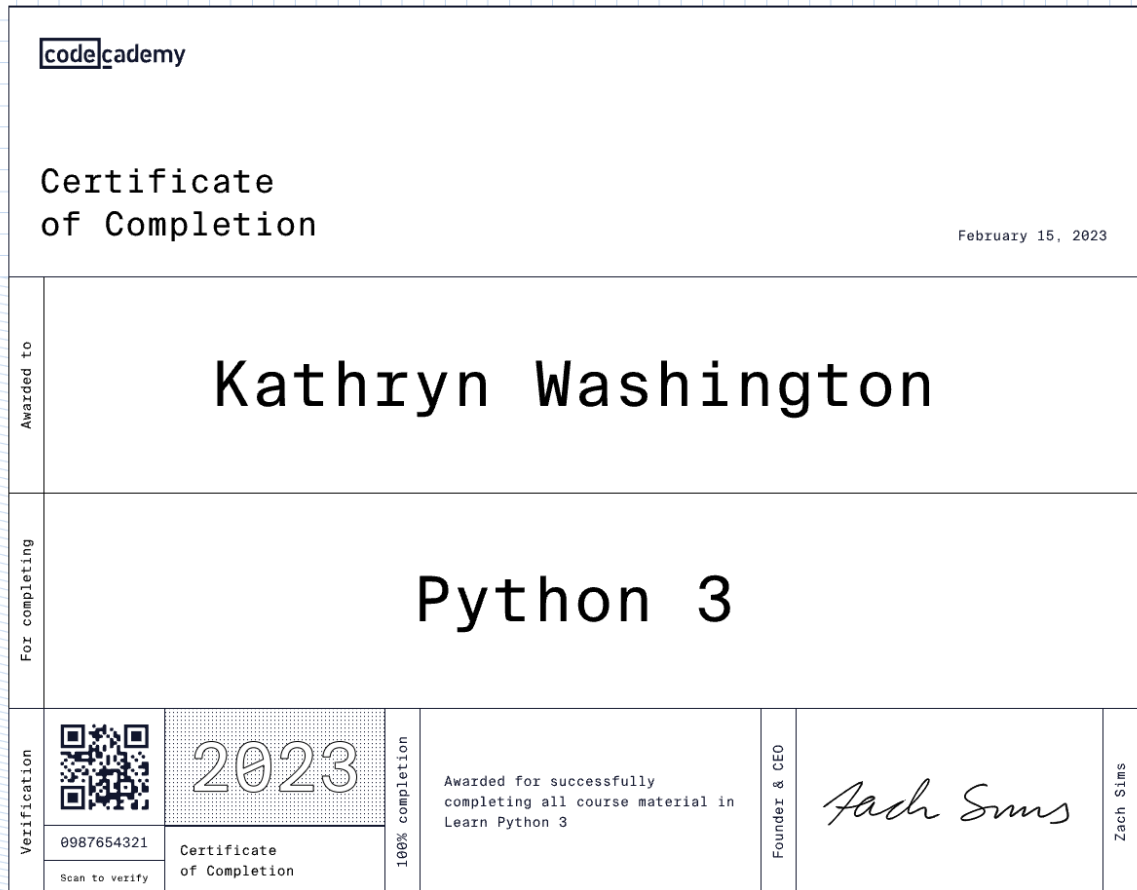 codecademy
Certificate
of Completion
February 15, 2023
Awarded to
Kathryn Washington
For completing
Python 3
Verification
0987654321
Scan to verify
2023
Certificate
of Completion
100% completion
Awarded for successfully
completing all course material in
Learn Python 3
Founder & CEO
Zach Sims
Zach Sims